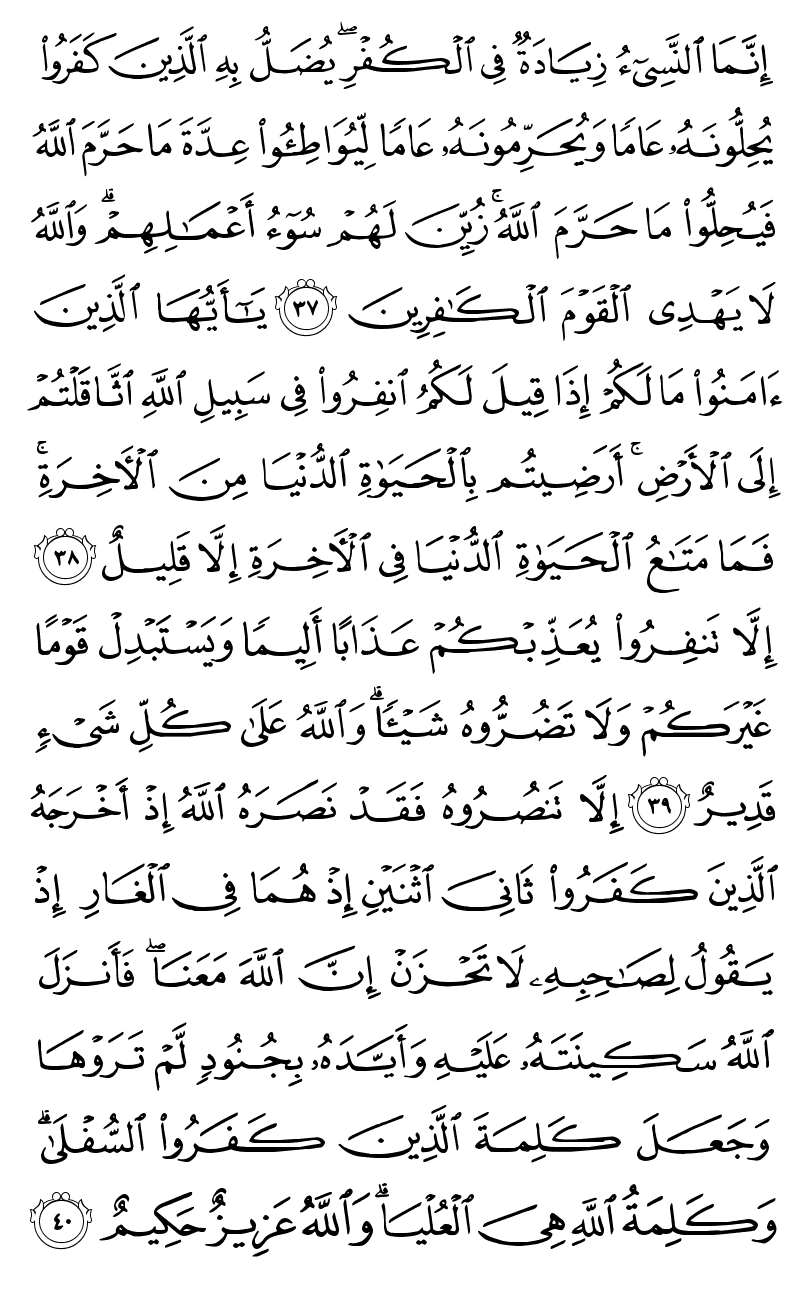 إِنَّمَا ٱلنَّسِىٓءُ زِيَادَةٌ فِى ٱلْكُفْرِ ۖ يُضَلُّ بِهِ ٱلَّذِينَ كَفَرُوا۟
يُحِلُّونَهُۥ عَامًا وَيُحَرِّمُونَهُۥ عَامًا لِّيُوَاطِـُٔوا۟ عِدَّةَ مَا حَرَّمَ ٱللَّهُ
فَيُحِلُّوا۟ مَا حَرَّمَ ٱللَّهُ ۚ زُيِّنَ لَهُمْ سُوٓءُ أَعْمَـٰلِهِمْ ۗ وَٱللَّهُ
لَا يَهْدِى ٱلْقَوْمَ ٱلْكَـٰفِرِينَ ٣٧ يَـٰٓأَيُّهَا ٱلَّذِينَ
ءَامَنُوا۟ مَا لَكُمْ إِذَا قِيلَ لَكُمُ ٱنفِرُوا۟ فِى سَبِيلِ ٱللَّهِ ٱثَّاقَلْتُمْ
إِلَى ٱلْأَرْضِ ۚ أَرَضِيتُم بِٱلْحَيَوٰةِ ٱلدُّنْيَا مِنَ ٱلْـَٔاخِرَةِ ۚ
فَمَا مَتَـٰعُ ٱلْحَيَوٰةِ ٱلدُّنْيَا فِى ٱلْـَٔاخِرَةِ إِلَّا قَلِيلٌ ٣٨
إِلَّا تَنفِرُوا۟ يُعَذِّبْكُمْ عَذَابًا أَلِيمًا وَيَسْتَبْدِلْ قَوْمًا
غَيْرَكُمْ وَلَا تَضُرُّوهُ شَيْـًٔا ۗ وَٱللَّهُ عَلَىٰ كُلِّ شَىْءٍ
قَدِيرٌ ٣٩ إِلَّا تَنصُرُوهُ فَقَدْ نَصَرَهُ ٱللَّهُ إِذْ أَخْرَجَهُ
ٱلَّذِينَ كَفَرُوا۟ ثَانِىَ ٱثْنَيْنِ إِذْ هُمَا فِى ٱلْغَارِ إِذْ
يَقُولُ لِصَـٰحِبِهِۦ لَا تَحْزَنْ إِنَّ ٱللَّهَ مَعَنَا ۖ فَأَنزَلَ
ٱللَّهُ سَكِينَتَهُۥ عَلَيْهِ وَأَيَّدَهُۥ بِجُنُودٍ لَّمْ تَرَوْهَا
وَجَعَلَ كَلِمَةَ ٱلَّذِينَ كَفَرُوا۟ ٱلسُّفْلَىٰ ۗ
وَكَلِمَةُ ٱللَّهِ هِىَ ٱلْعُلْيَا ۗ وَٱللَّهُ عَزِيزٌ حَكِيمٌ ٤٠